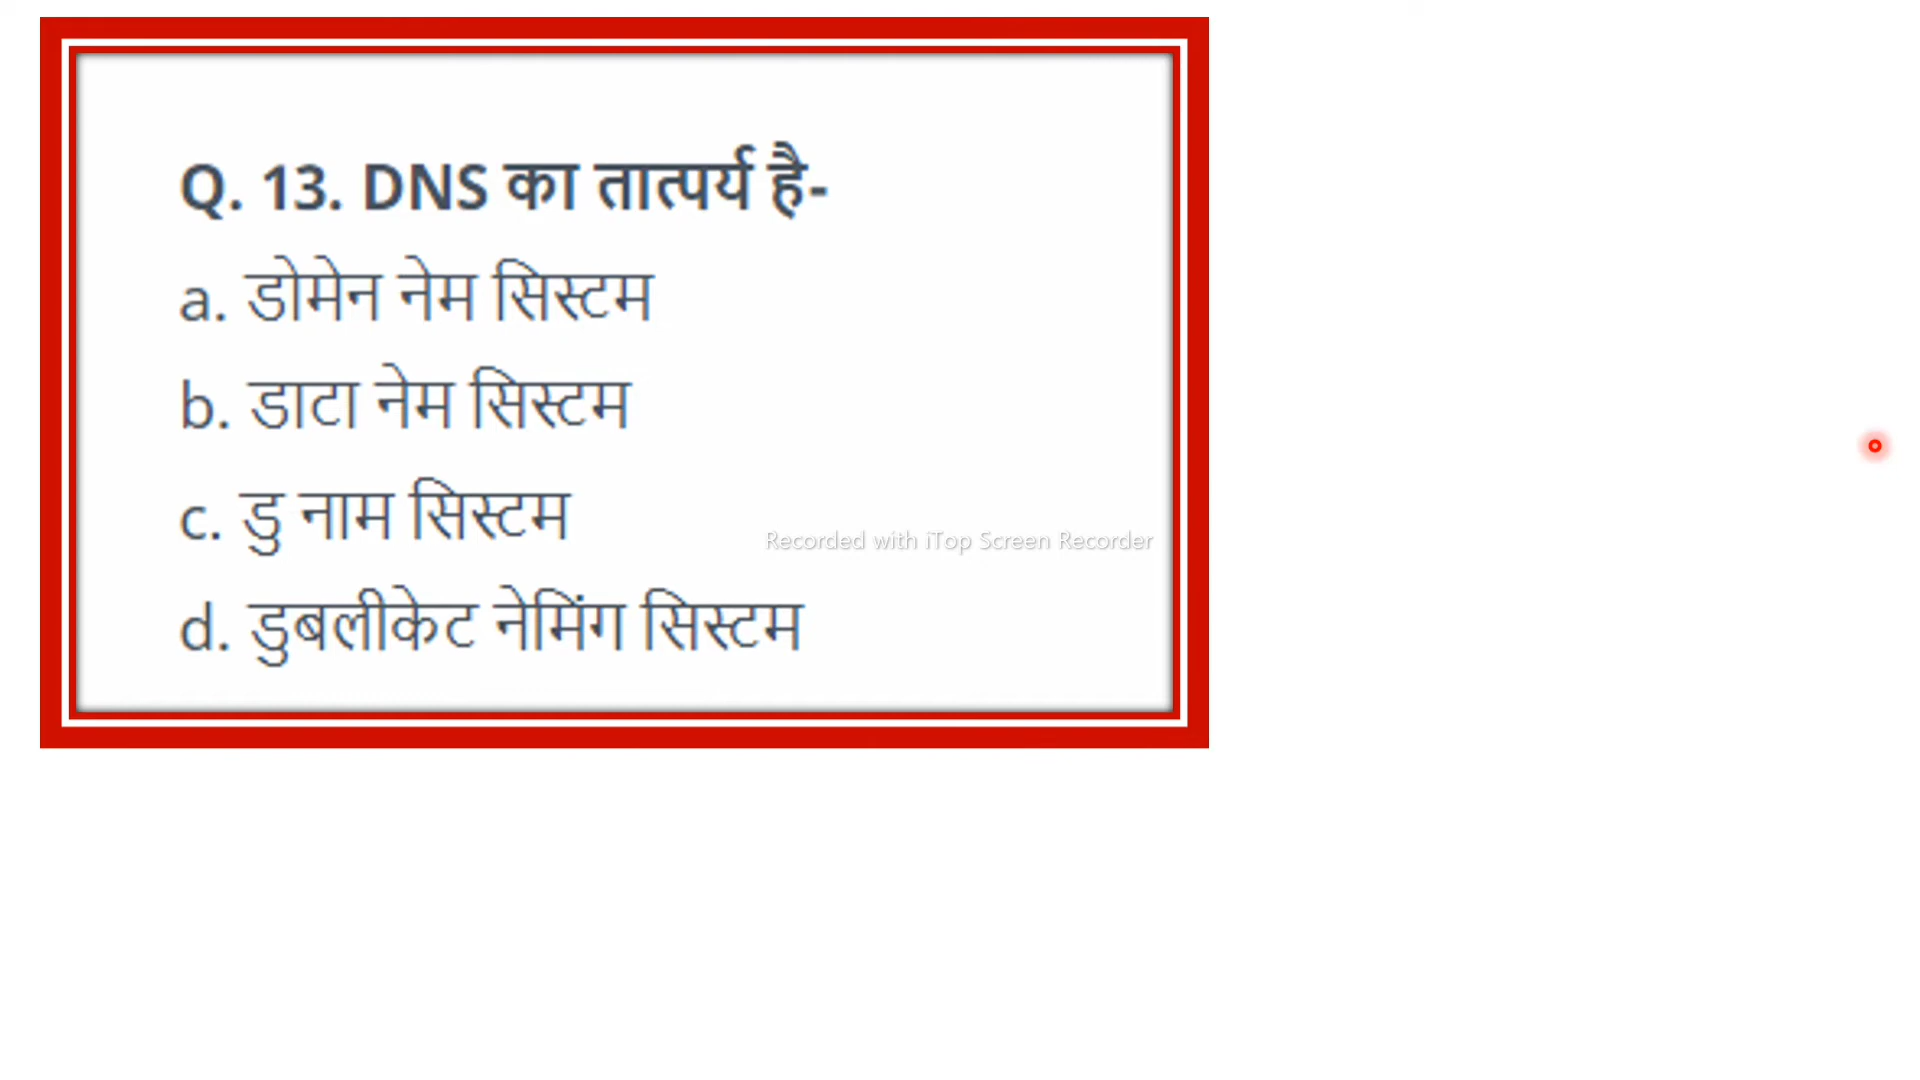 Q. 13. DNS का तात्पर्य है-
a. डोमेन नेम सिस्टम
b. डाटा नेम सिस्टम
c. डु नाम सिस्टम
Recorded with iTop Screen Recorder
d. डुबलीकेट नेमिंग सिस्टम